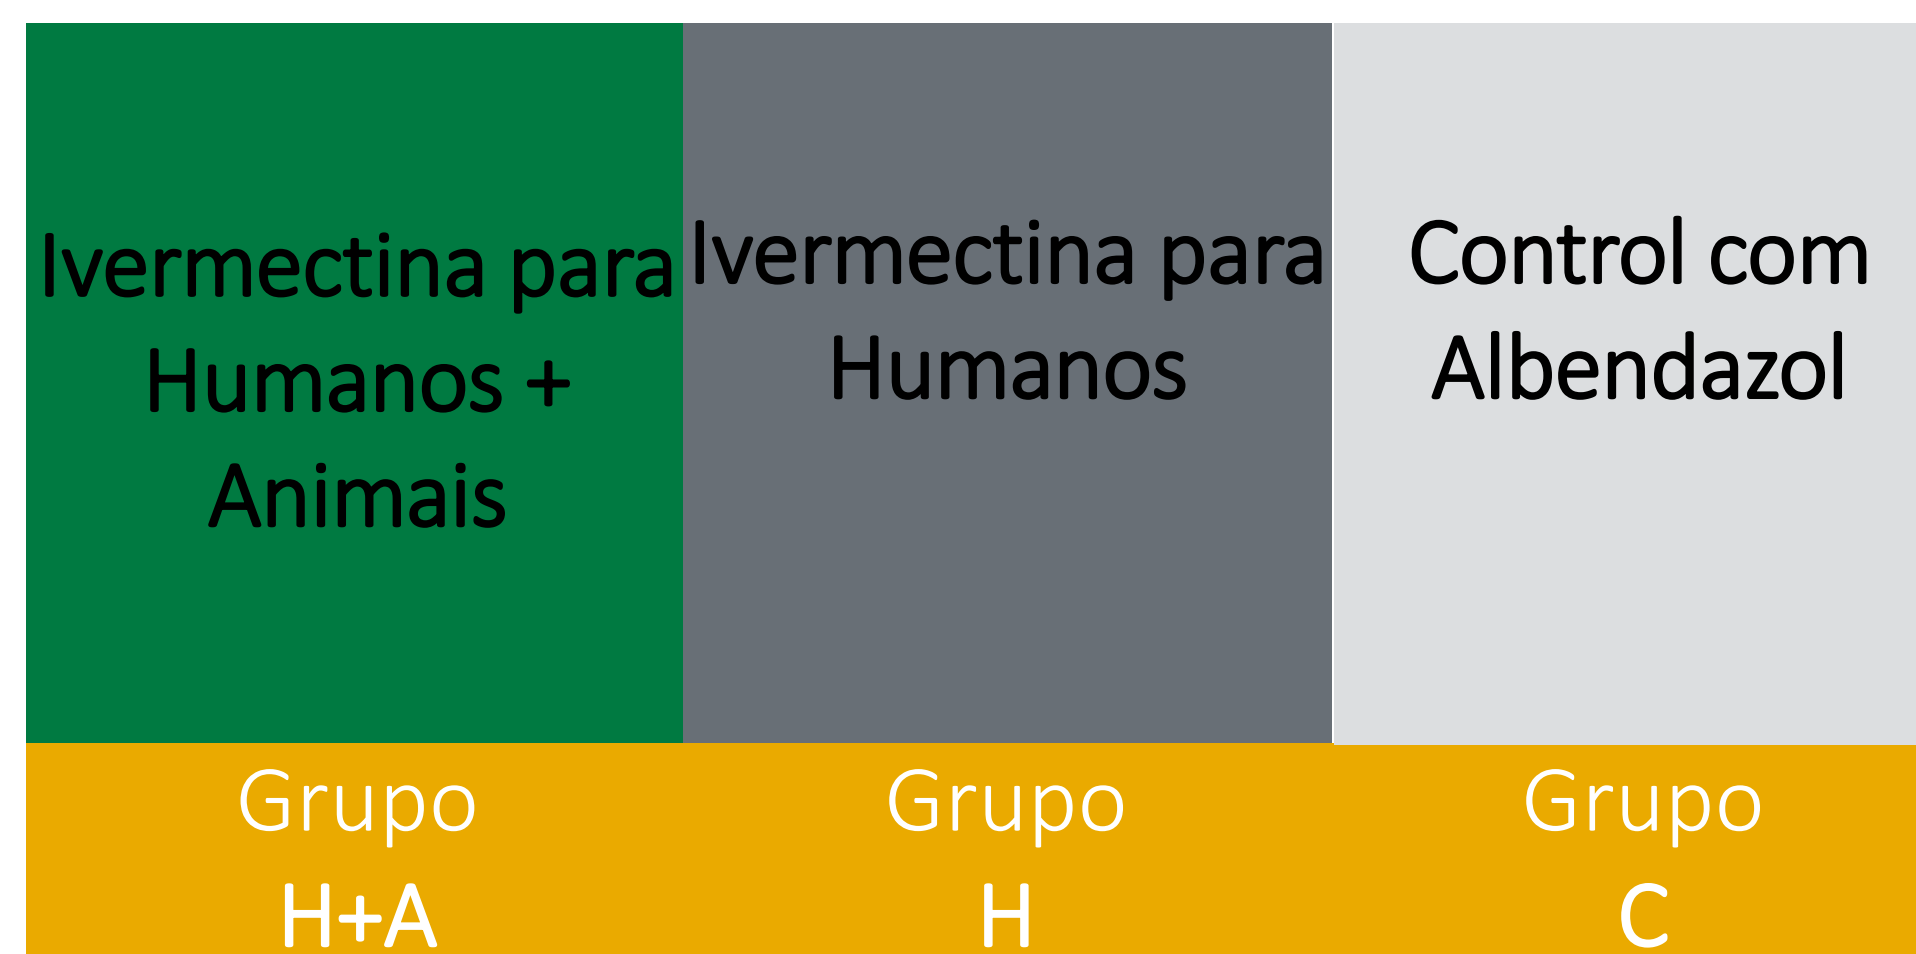 Ivermectina para
Humanos +
Animais
Ivermectina para
Humanos
Control com
Albendazol
Grupo
H+A
Grupo
H
Grupo
C